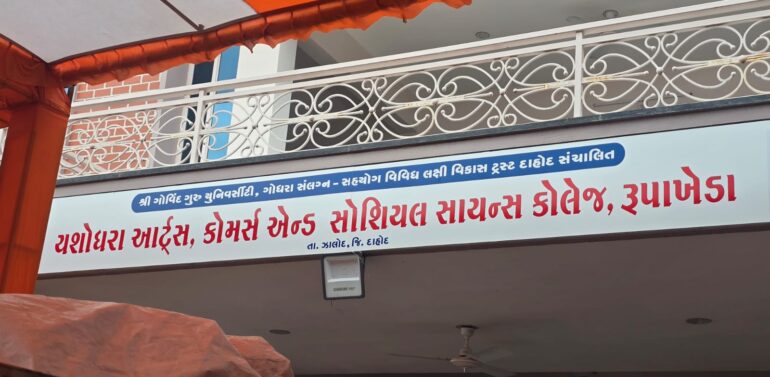 શ્રી ગોવિંદ ગુરુ યુનિવર્સીટી, ગોધરા સંલગ્ન - સહયોગ વિવિધ લક્ષી વિકાસ ટ્રસ્ટ દાહોદ સંચાલિત
યશોધરા આર્ટ્સ, કોમર્સ એન્ડ સોશિયલ સાયન્સ કોલેજ, રૂપાખેડા
તા. ઝાલોદ, જિ. દાહોદ